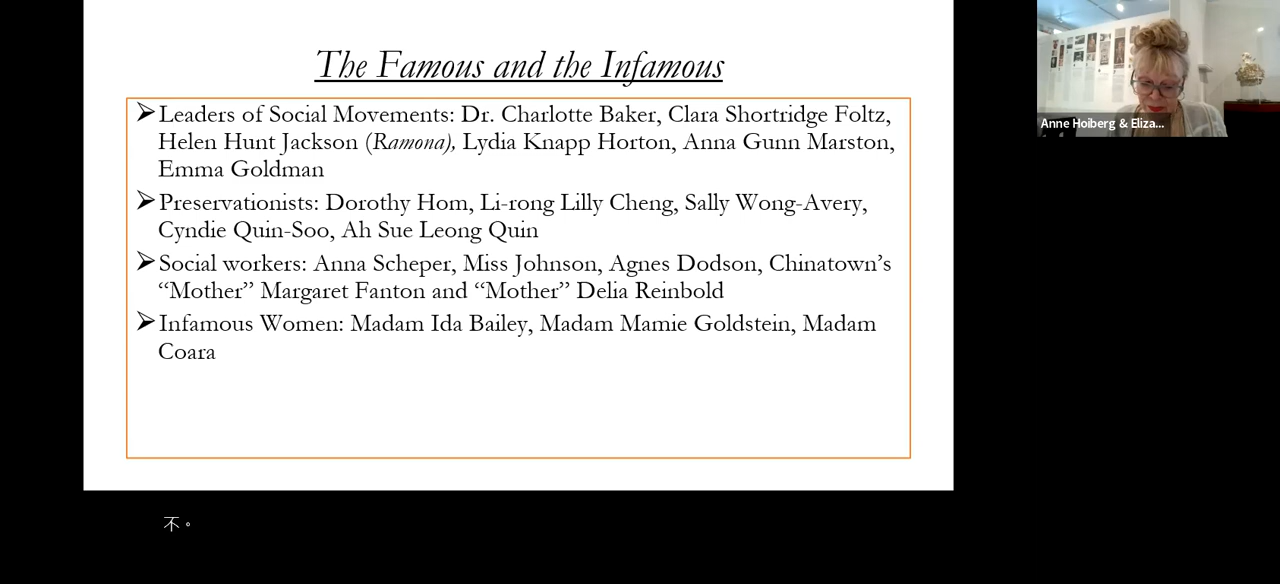 The Famous and the Infamous
➢Leaders of Social Movements: Dr. Charlotte Baker, Clara Shortridge Foltz,
Helen Hunt Jackson (Ramona), Lydia Knapp Horton, Anna Gunn Marston,
Emma Goldman
➢Preservationists: Dorothy Hom, Li-rong Lilly Cheng, Sally Wong-Avery,
Cyndie Quin-Soo, Ah Sue Leong Quin
➢Social workers: Anna Scheper, Miss Johnson, Agnes Dodson, Chinatown’s
“Mother” Margaret Fanton and “Mother” Delia Reinbold
➢Infamous Women: Madam Ida Bailey, Madam Mamie Goldstein, Madam
Coara
Anne Hoiberg & Eliza...
不。